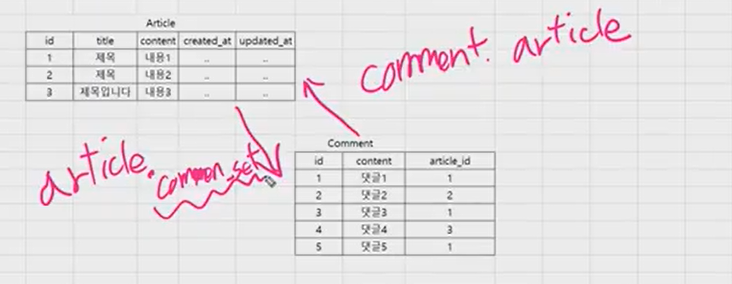 Article
id title content created_at updated_at
1 제목 내용1 .. ..
2 제목 내용2 .. ..
3 제목입니다 내용3 .. ..
comment. article
article.common_set
Comment
id content article_id
1 댓글1 1
2 댓글2 2
3 댓글3 1
4 댓글4 3
5 댓글5 1